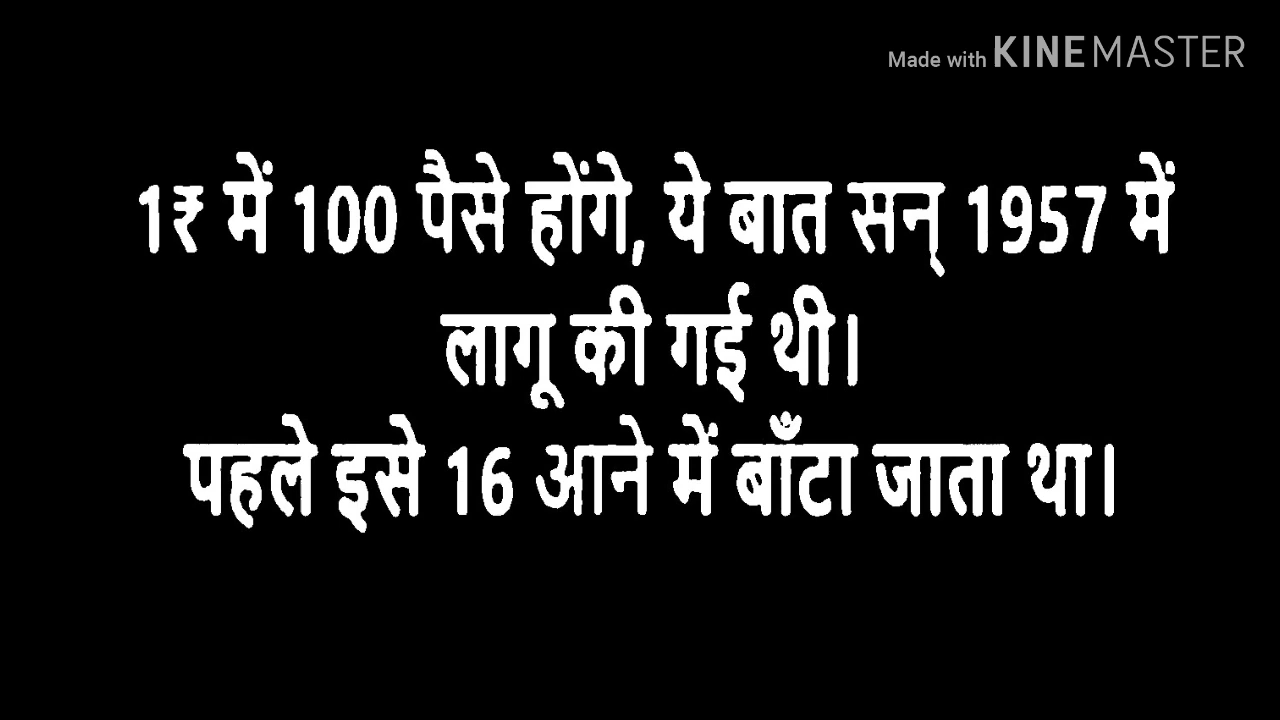 Made with KINEMASTER
1₹ में 100 पैसे होंगे, ये बात सन् 1957 में
लागू की गई थी।
पहले इसे 16 आने में बाँटा जाता था।